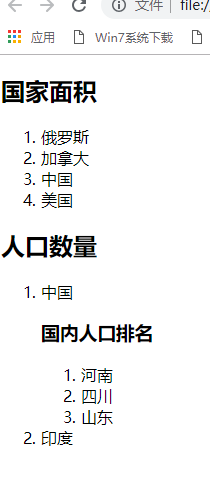 文件 | file:/
应用 Win7系统下载
国家面积
1. 俄罗斯
2. 加拿大
3. 中国
4. 美国
人口数量
1. 中国
国内人口排名
1. 河南
2. 四川
3. 山东
2. 印度